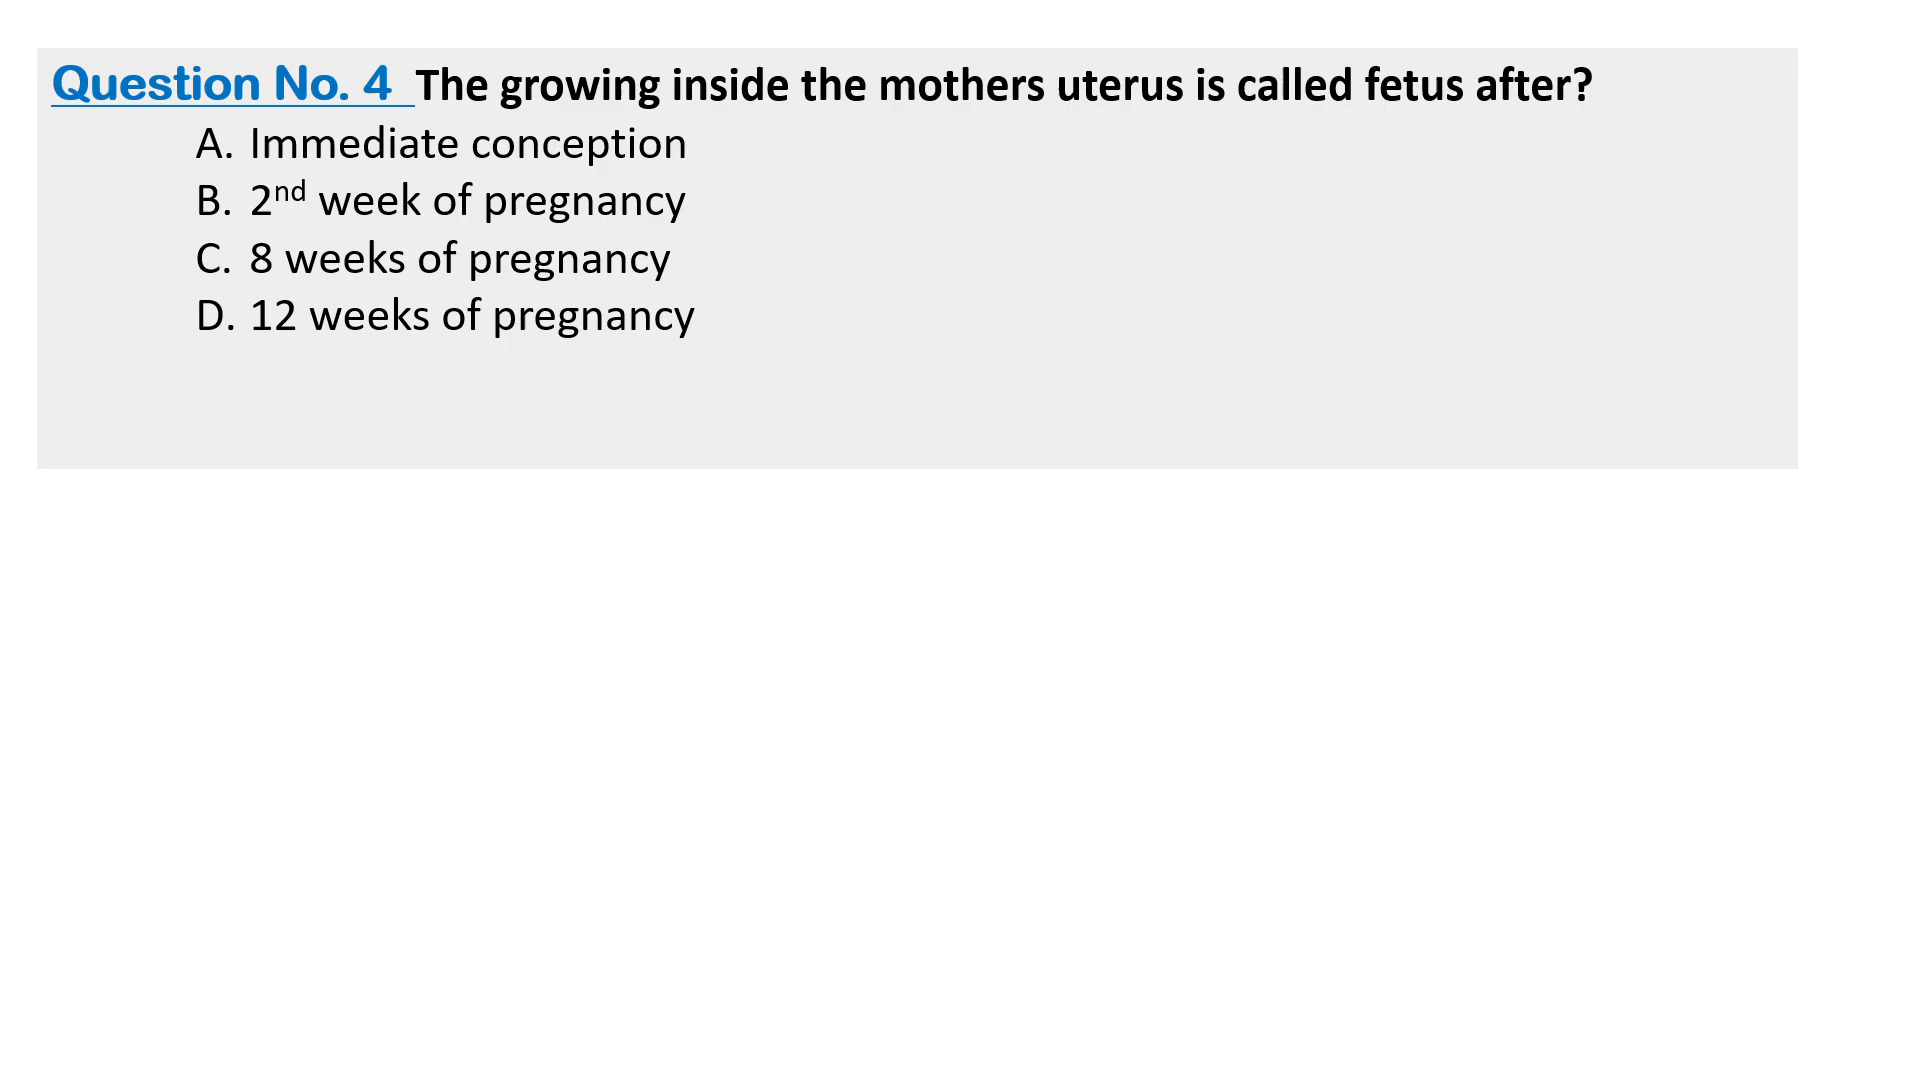 Question No. 4 The growing inside the mothers uterus is called fetus after?
A. Immediate conception
B. 2nd week of pregnancy
C. 8 weeks of pregnancy
D. 12 weeks of pregnancy